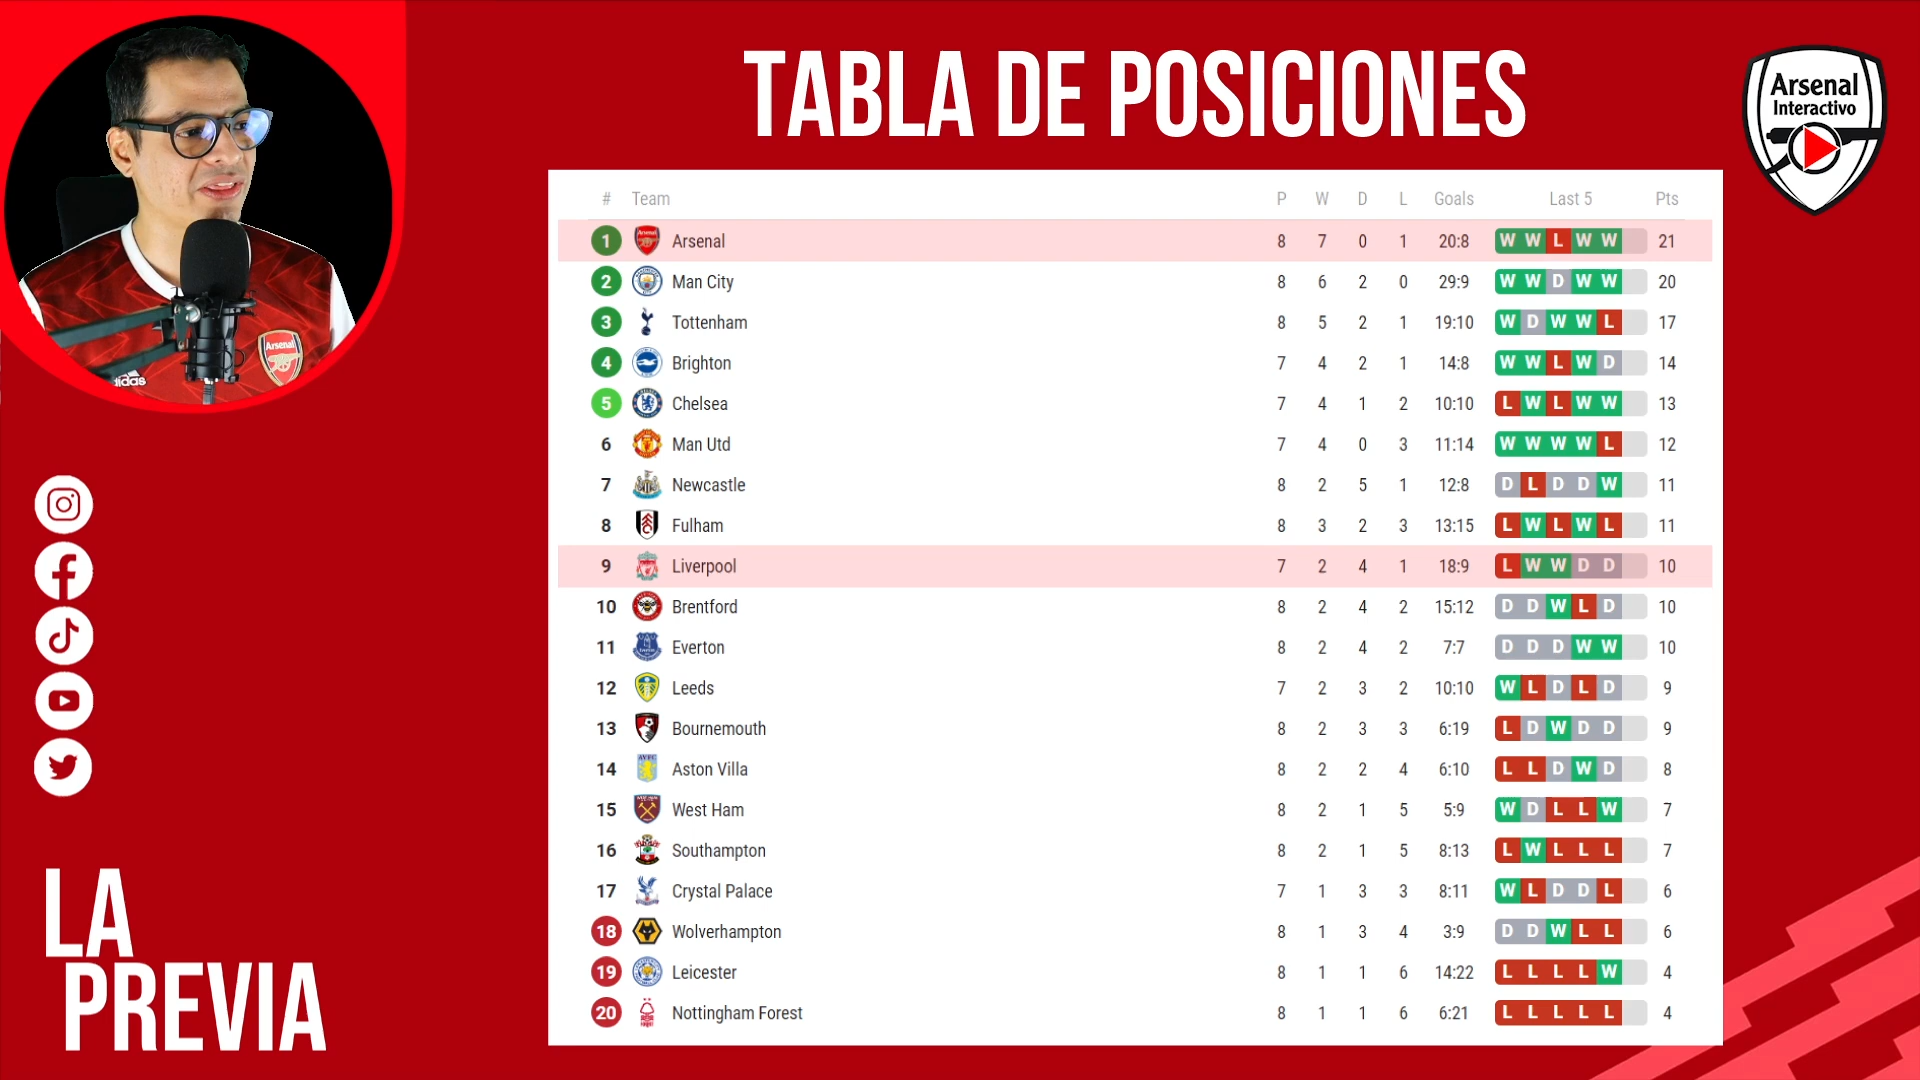 TABLA DE POSICIONES
Arsenal
Interactivo
# Team P W D L Goals Last 5 Pts
1 Arsenal 8 7 0 1 20:8 W W L W W 21
2 Man City 8 6 2 0 29:9 W W D W W 20
3 Tottenham 8 5 2 1 19:10 W D W W L 17
4 Brighton 7 4 2 1 14:8 W W L W D 14
5 Chelsea 7 4 1 2 10:10 L W L W W 13
6 Man Utd 7 4 0 3 11:14 W W W W L 12
7 Newcastle 8 2 5 1 12:8 D L D D W 11
8 Fulham 8 3 2 3 13:15 L W L W L 11
9 Liverpool 7 2 4 1 18:9 L W W D D 10
10 Brentford 8 2 4 2 15:12 D D W L D 10
11 Everton 8 2 4 2 7:7 D D D W W 10
12 Leeds 7 2 3 2 10:10 W L D L D 9
13 Bournemouth 8 2 3 3 6:19 L D W D D 9
14 Aston Villa 8 2 2 4 6:10 L L D W D 8
15 West Ham 8 2 1 5 5:9 W D L L W 7
16 Southampton 8 2 1 5 8:13 L W L L L 7
17 Crystal Palace 7 1 3 3 8:11 W L D D L 6
18 Wolverhampton 8 1 3 4 3:9 D D W L L 6
19 Leicester 8 1 1 6 14:22 L L L L W 4
20 Nottingham Forest 8 1 1 6 6:21 L L L L L 4
Arsenal
adidas
LA
PREVIA